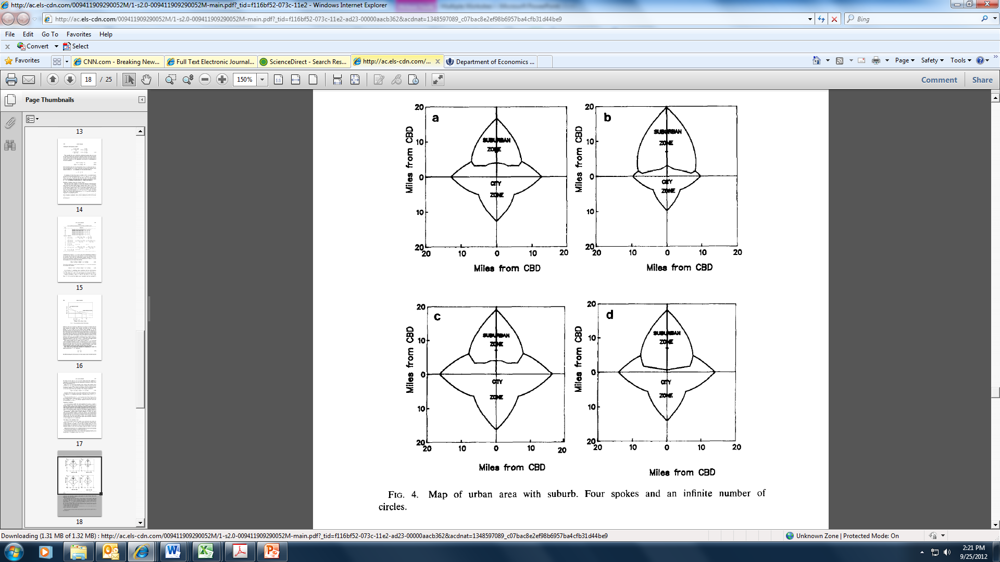 http://ac.els-cdn.com/009411909290052M/1-s2.0-009411909290052M-main.pdf?_tid=f116bf52-073c-11e2 - Windows Internet Explorer
http://ac.els-cdn.com/009411909290052M/1-s2.0-009411909290052M-main.pdf?_tid=f116bf52-073c-11e2-ad23-00000aacb362&acdnat=1348597089_c07bac8e2ef98b6957ba4cfb31d44be9
Bing
File Edit Go To Favorites Help
x Convert Select
Favorites CNN.com - Breaking New... Full Text Electronic Journal... ScienceDirect - Search Res... http://ac.els-cdn.com/... Department of Economics ... Page Safety Tools
18 / 25 150% Comment Share
Page Thumbnails
13
14
15
16
17
18
a
20
10
0
10
20
Miles from CBD
SUBURBAN
ZONE
CITY
ZONE
20 10 0 10 20
Miles from CBD
b
20
10
0
10
20
Miles from CBD
SUBURBAN
ZONE
CITY
ZONE
20 10 0 10 20
Miles from CBD
c
20
10
0
10
20
Miles from CBD
SUBURBAN
ZONE
CITY
ZONE
20 10 0 10 20
Miles from CBD
d
20
10
0
10
20
Miles from CBD
SUBURBAN
ZONE
CITY
ZONE
20 10 0 10 20
Miles from CBD
FIG. 4. Map of urban area with suburb. Four spokes and an infinite number of
circles.
Downloading (1.31 MB of 1.32 MB) : http://ac.els-cdn.com/009411909290052M/1-s2.0-009411909290052M-main.pdf?_tid=f116bf52-073c-11e2-ad23-00000aacb362&acdnat=1348597089_c07bac8e2ef98b6957ba4cfb31d44be9
Unknown Zone | Protected Mode: On
2:21 PM
9/25/2012